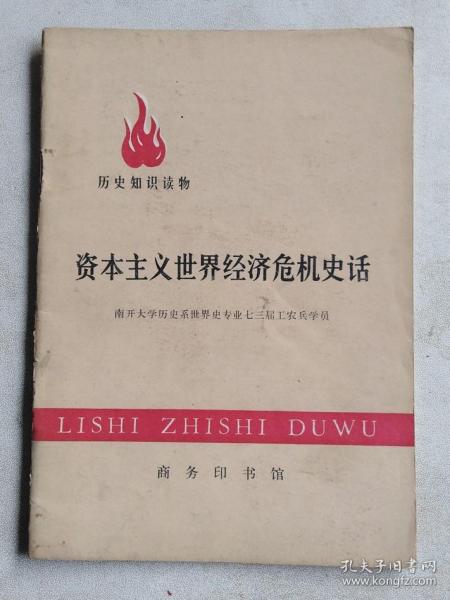 历史知识读物
资本主义世界经济危机史话
南开大学历史系世界史专业七三届工农兵学员
LISHI ZHISHI DUWU
商务印书馆
孔夫子旧书网
www.kongfz.com